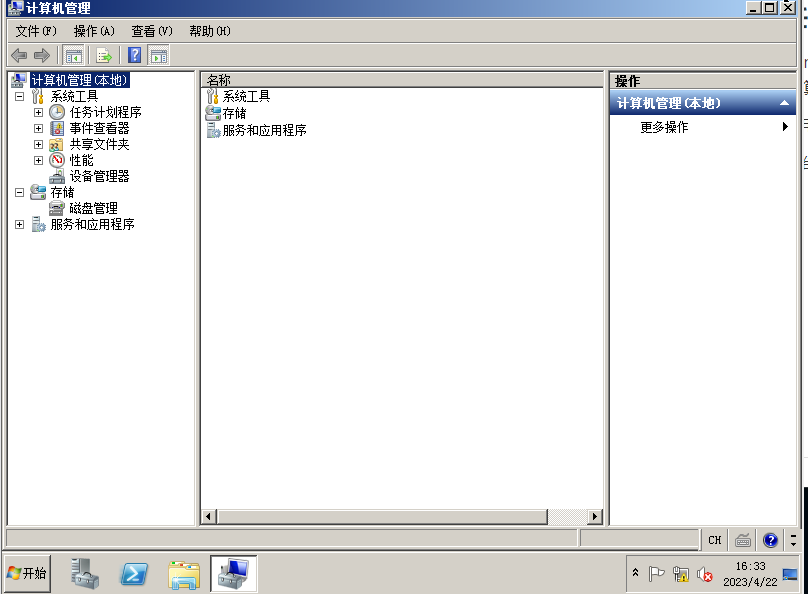 计算机管理
文件(F) 操作(A) 查看(V) 帮助(H)
计算机管理(本地)
系统工具
任务计划程序
事件查看器
共享文件夹
性能
设备管理器
存储
磁盘管理
服务和应用程序
名称
系统工具
存储
服务和应用程序
操作
计算机管理(本地)
更多操作
CH
开始
16:33
2023/4/22